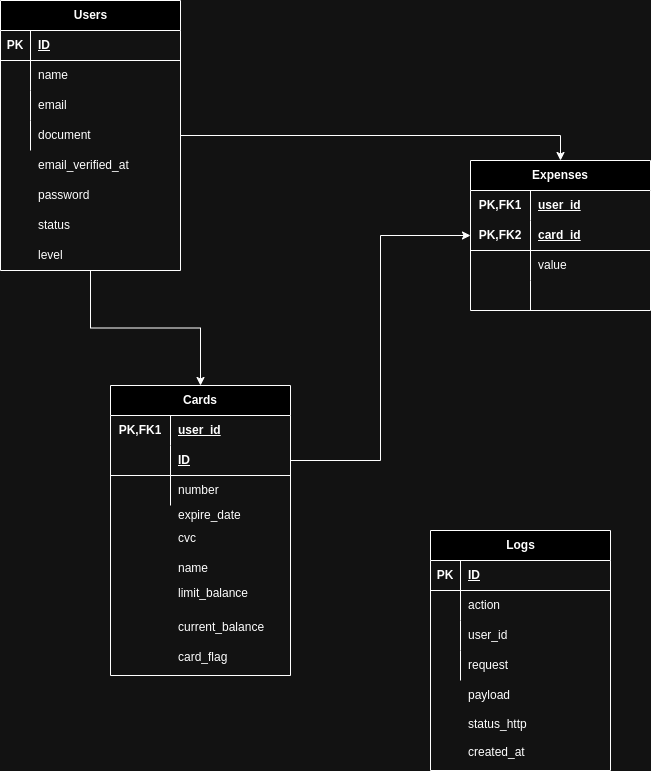 Users
PK ID
name
email
document
email_verified_at
password
status
level
Expenses
PK,FK1 user_id
PK,FK2 card_id
value
Cards
PK,FK1 user_id
ID
number
expire_date
cvc
name
limit_balance
current_balance
card_flag
Logs
PK ID
action
user_id
request
payload
status_http
created_at